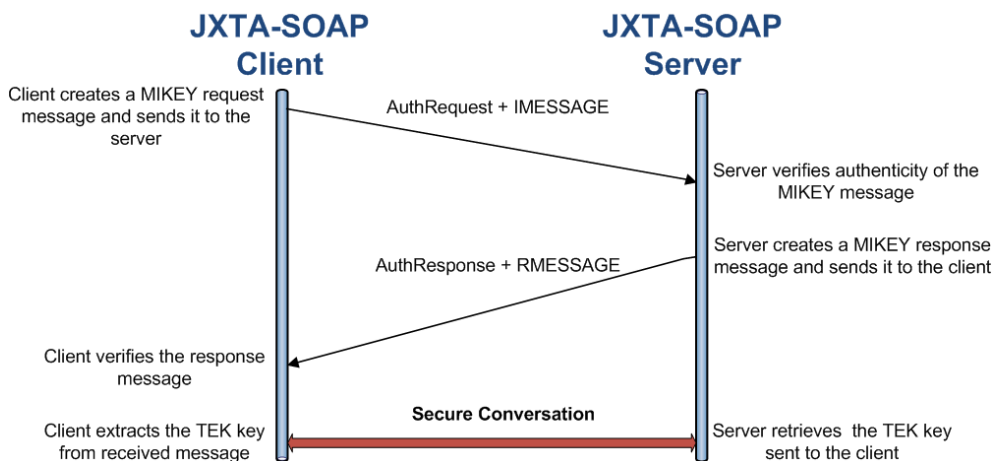 JXTA-SOAP
Client
JXTA-SOAP
Server
Client creates a MIKEY request
message and sends it to the
server
AuthRequest + IMESSAGE
Server verifies authenticity of the
MIKEY message
Server creates a MIKEY response
message and sends it to the client
AuthResponse + RMESSAGE
Client verifies the response
message
Secure Conversation
Client extracts the TEK key
from received message
Server retrieves the TEK key
sent to the client